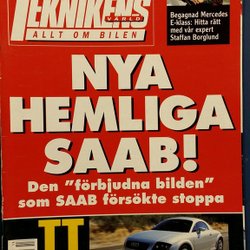 TEKNIKENS
VÄRLD
ALLT OM BILEN
Begagnad Mercedes
E-klass: Hitta rätt
med vår expert
Staffan Borglund
NYA
HEMLIGA
SAAB!
Den "förbjudna bilden"
som SAAB försökte stoppa
TT